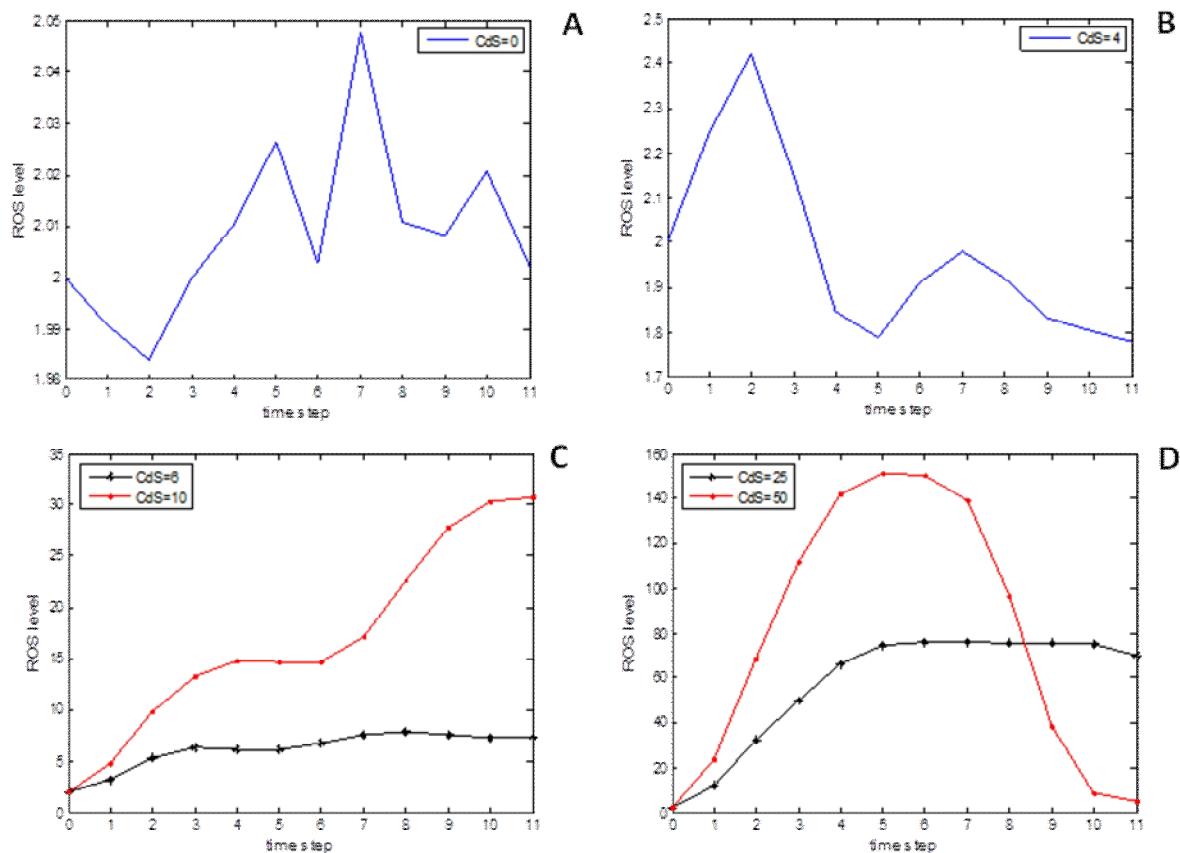 A
CdS=0
2.05
2.04
2.03
2.02
2.01
2
1.99
1.98
ROS level
0 1 2 3 4 5 6 7 8 9 10 11
time step
B
CdS=4
2.5
2.4
2.3
2.2
2.1
2
1.9
1.8
1.7
ROS level
0 1 2 3 4 5 6 7 8 9 10 11
time step
C
CdS=6
CdS=10
35
30
25
20
15
10
5
0
ROS level
0 1 2 3 4 5 6 7 8 9 10 11
time step
D
CdS=25
CdS=50
160
140
120
100
80
60
40
20
0
ROS level
0 1 2 3 4 5 6 7 8 9 10 11
time step